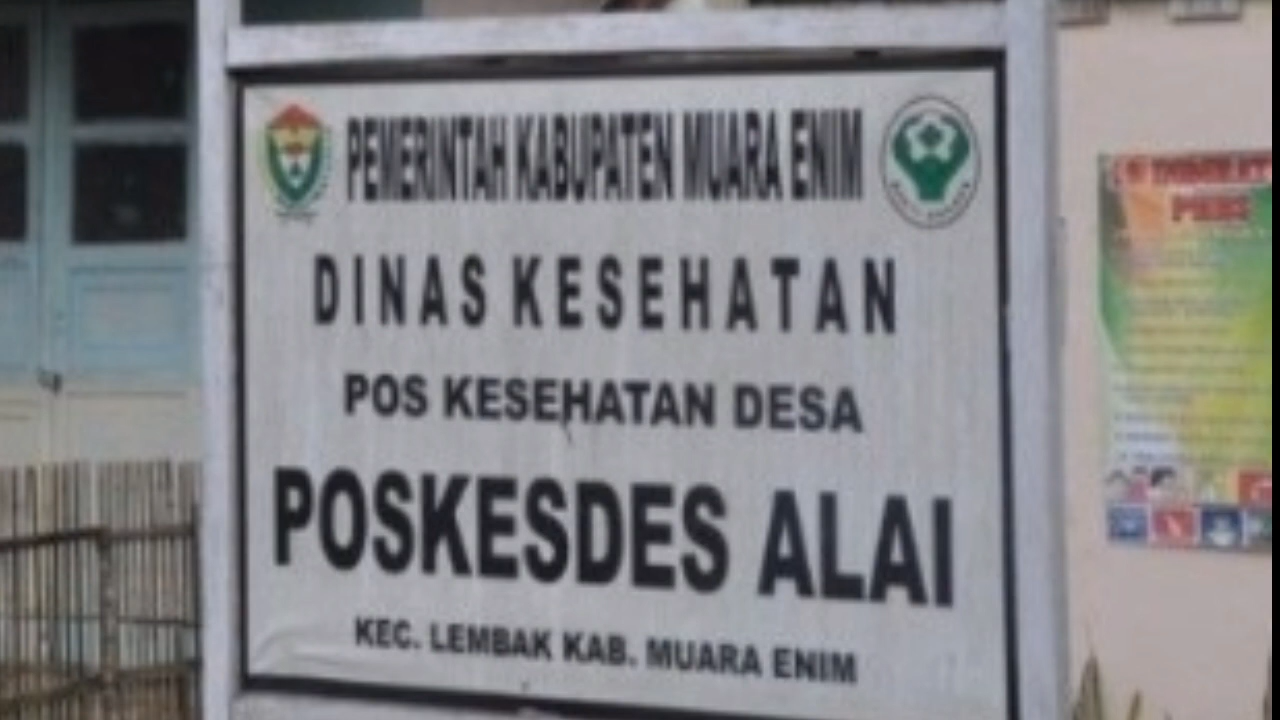 PEMERINTAH KABUPATEN MUARA ENIM
DINAS KESEHATAN
POS KESEHATAN DESA
POSKESDES ALAI
KEC. LEMBAK KAB. MUARA ENIM